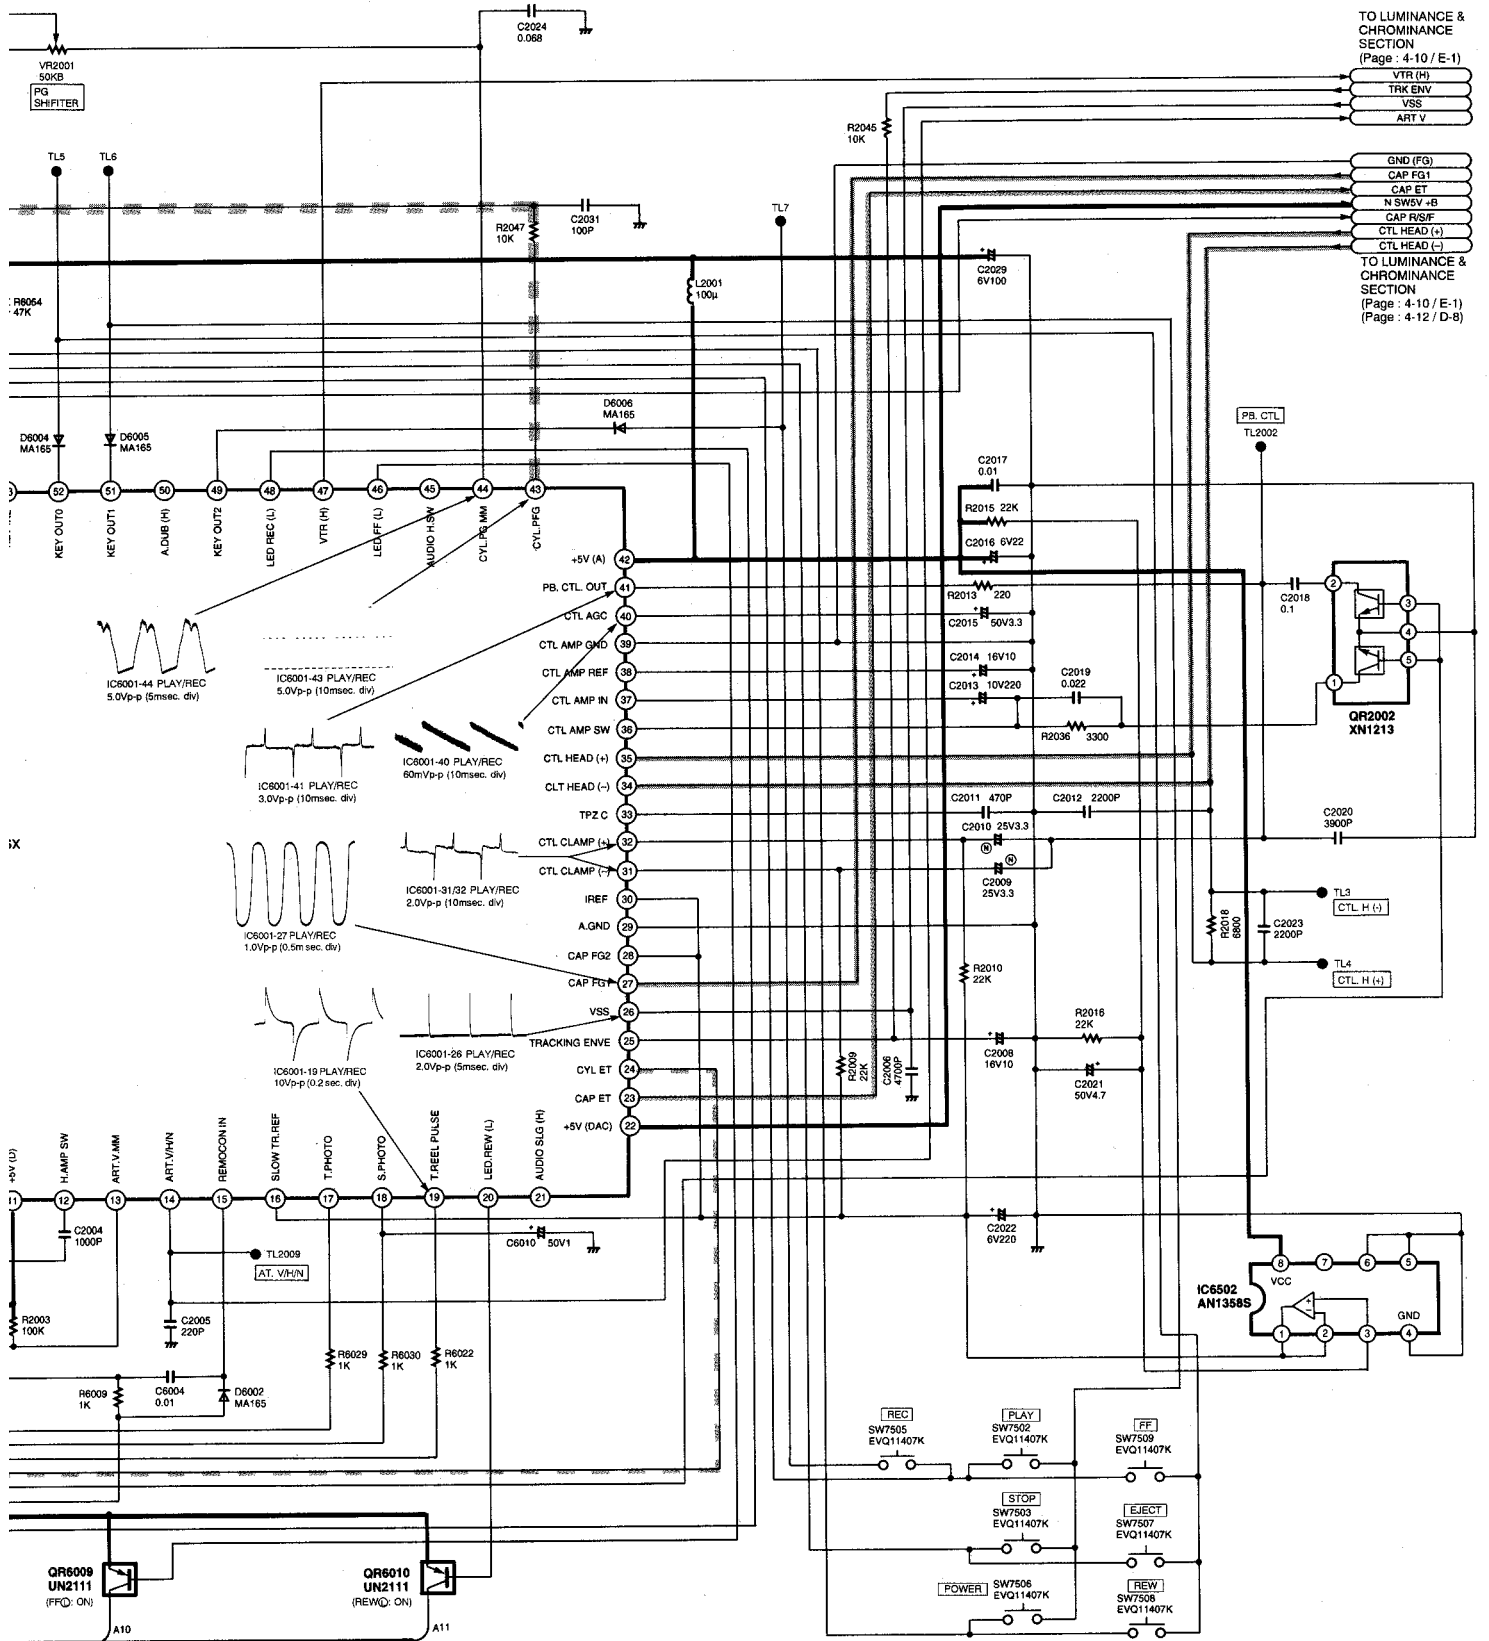 C2024
0.068
VR2001
50KB
PG
SHIFITER
TO LUMINANCE &
CHROMINANCE
SECTION
(Page : 4-10 / E-1)
VTR (H)
TRK ENV
VSS
ART V
R2045
10K
TL5
TL6
GND (FG)
CAP FG1
CAP ET
N SW5V +B
CAP R/S/F
CTL HEAD (+)
CTL HEAD (–)
TO LUMINANCE &
CHROMINANCE
SECTION
(Page : 4-10 / E-1)
(Page : 4-12 / D-8)
R2047
10K
C2031
100P
TL7
C2029
6V100
L2001
100µ
R6054
47K
D6004
MA165
D6005
MA165
D6006
MA165
PB. CTL
TL2002
C2017
0.01
R2015 22K
C2016 6V22
52
51
50
49
48
47
46
45
44
43
KEY OUT0
KEY OUT1
A.DUB (H)
KEY OUT2
LED REC (L)
VTR (H)
LED.FF (L)
AUDIO H.SW
CYL.PG MM
CYL.PFG
+5V (A) 42
PB. CTL. OUT 41
CTL AGC 40
CTL AMP GND 39
CTL AMP REF 38
CTL AMP IN 37
CTL AMP SW 36
CTL HEAD (+) 35
CLT HEAD (–) 34
TPZ C 33
CTL CLAMP (+) 32
CTL CLAMP (–) 31
IREF 30
A.GND 29
CAP FG2 28
CAP FG1 27
VSS 26
TRACKING ENVE 25
CYL ET 24
CAP ET 23
+5V (DAC) 22
R2013 220
C2015 50V3.3
C2014 16V10
C2013 10V220
C2019
0.022
R2036 3300
C2018
0.1
2
3
4
5
1
QR2002
XN1213
IC6001-44 PLAY/REC
5.0Vp-p (5msec. div)
IC6001-43 PLAY/REC
5.0Vp-p (10msec. div)
IC6001-41 PLAY/REC
3.0Vp-p (10msec. div)
IC6001-40 PLAY/REC
60mVp-p (10msec. div)
IC6001-31/32 PLAY/REC
2.0Vp-p (10msec. div)
IC6001-27 PLAY/REC
1.0Vp-p (0.5m sec. div)
IC6001-26 PLAY/REC
2.0Vp-p (5msec. div)
IC6001-19 PLAY/REC
10Vp-p (0.2 sec. div)
SX
C2011 470P
C2012 2200P
C2010 25V3.3
N
N
C2009
25V3.3
C2020
3900P
TL3
CTL. H (-)
R2018
6800
C2023
2200P
TL4
CTL. H (+)
R2010
22K
R2016
22K
R2009
22K
C2006
4700P
C2008
16V10
C2021
50V4.7
+5V (D)
H.AMP SW
ART.V.MM
ART.V/H/N
REMOCON IN
SLOW TR.REF
T.PHOTO
S.PHOTO
T.REEL PULSE
LED.REW (L)
AUDIO SLG (H)
11
12
13
14
15
16
17
18
19
20
21
C2004
1000P
TL2009
AT. V/H/N
C6010 50V1
C2022
6V220
R2003
100K
C2005
220P
R6029
1K
R6030
1K
R6022
1K
R6009
1K
C6004
0.01
D6002
MA165
8
7
6
5
VCC
IC6502
AN1358S
GND
1
2
3
4
REC
SW7505
EVQ11407K
PLAY
SW7502
EVQ11407K
FF
SW7509
EVQ11407K
STOP
SW7503
EVQ11407K
EJECT
SW7507
EVQ11407K
POWER
SW7506
EVQ11407K
REW
SW7508
EVQ11407K
QR6009
UN2111
(FFⓁ: ON)
A10
QR6010
UN2111
(REWⓁ: ON)
A11